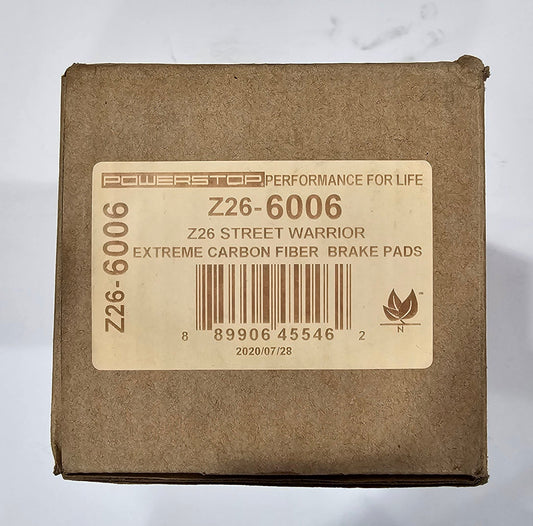 POWERSTOP PERFORMANCE FOR LIFE
Z26-6006
Z26 STREET WARRIOR
EXTREME CARBON FIBER BRAKE PADS
8 89906 45546 2
2020/07/28
Z26-6006
N
™